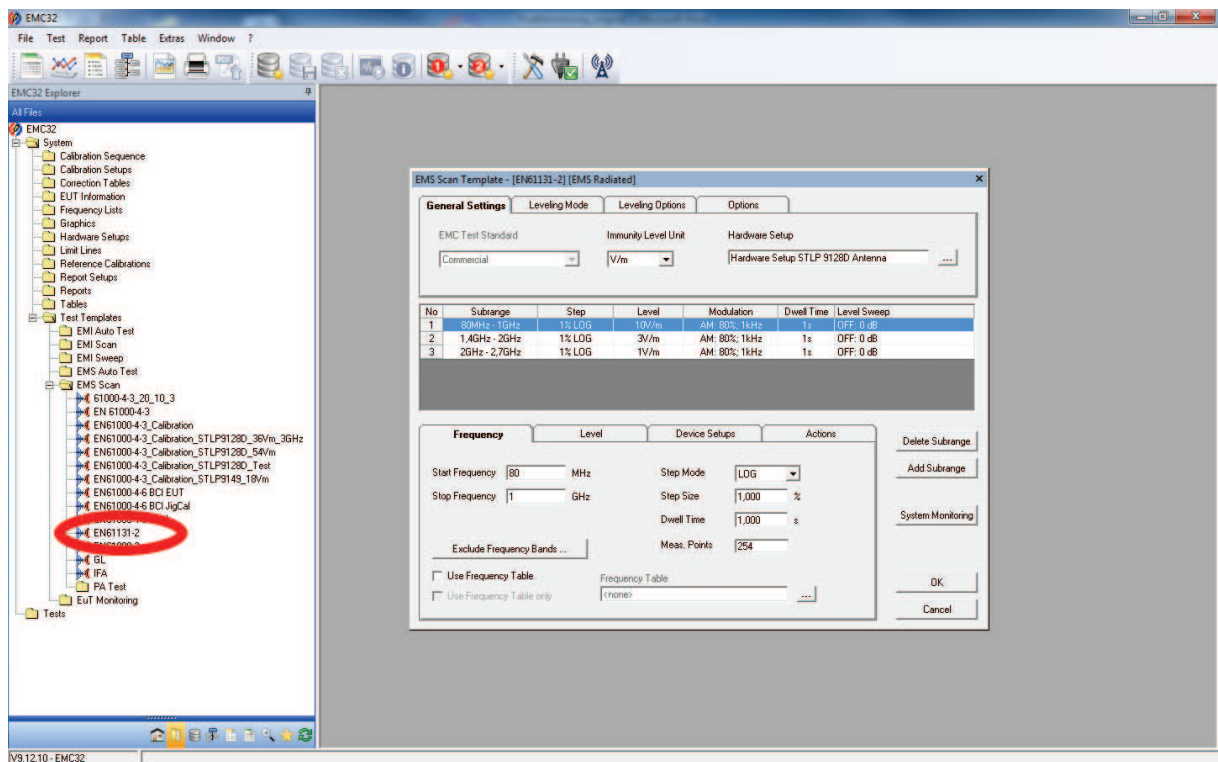 EMC32
File Test Report Table Extras Window ?
EMC32 Explorer
All Files
EMC32
System
Calibration Sequence
Calibration Setups
Correction Tables
EUT Information
Frequency Lists
Graphics
Hardware Setups
Limit Lines
Reference Calibrations
Report Setups
Reports
Tables
Test Templates
EMI Auto Test
EMI Scan
EMI Sweep
EMS Auto Test
EMS Scan
61000-4-3_20_10_3
EN 61000-4-3
EN61000-4-3_Calibration
EN61000-4-3_Calibration_STLP9128D_36Vm_3GHz
EN61000-4-3_Calibration_STLP9128D_54Vm
EN61000-4-3_Calibration_STLP9128D_Test
EN61000-4-3_Calibration_STLP9149_18Vm
EN61000-4-6 BCI EUT
EN61000-4-6 BCI JigCal
EN61131-2
GL
IFA
PA Test
EuT Monitoring
Tests
V9.12.10 - EMC32
EMS Scan Template - [EN61131-2] [EMS Radiated]
General Settings Leveling Mode Leveling Options Options
EMC Test Standard Immunity Level Unit Hardware Setup
Commercial V/m Hardware Setup STLP 9128D Antenna ...
No Subrange Step Level Modulation Dwell Time Level Sweep
1 80MHz - 1GHz 1% LOG 10V/m AM: 80%; 1kHz 1s OFF: 0 dB
2 1,4GHz - 2GHz 1% LOG 3V/m AM: 80%; 1kHz 1s OFF: 0 dB
3 2GHz - 2,7GHz 1% LOG 1V/m AM: 80%; 1kHz 1s OFF: 0 dB
Frequency Level Device Setups Actions
Start Frequency 80 MHz Step Mode LOG
Stop Frequency 1 GHz Step Size 1,000 %
Dwell Time 1,000 s
Exclude Frequency Bands ... Meas. Points 254
Use Frequency Table Frequency Table
Use Frequency Table only <none> ...
Delete Subrange
Add Subrange
System Monitoring
OK
Cancel